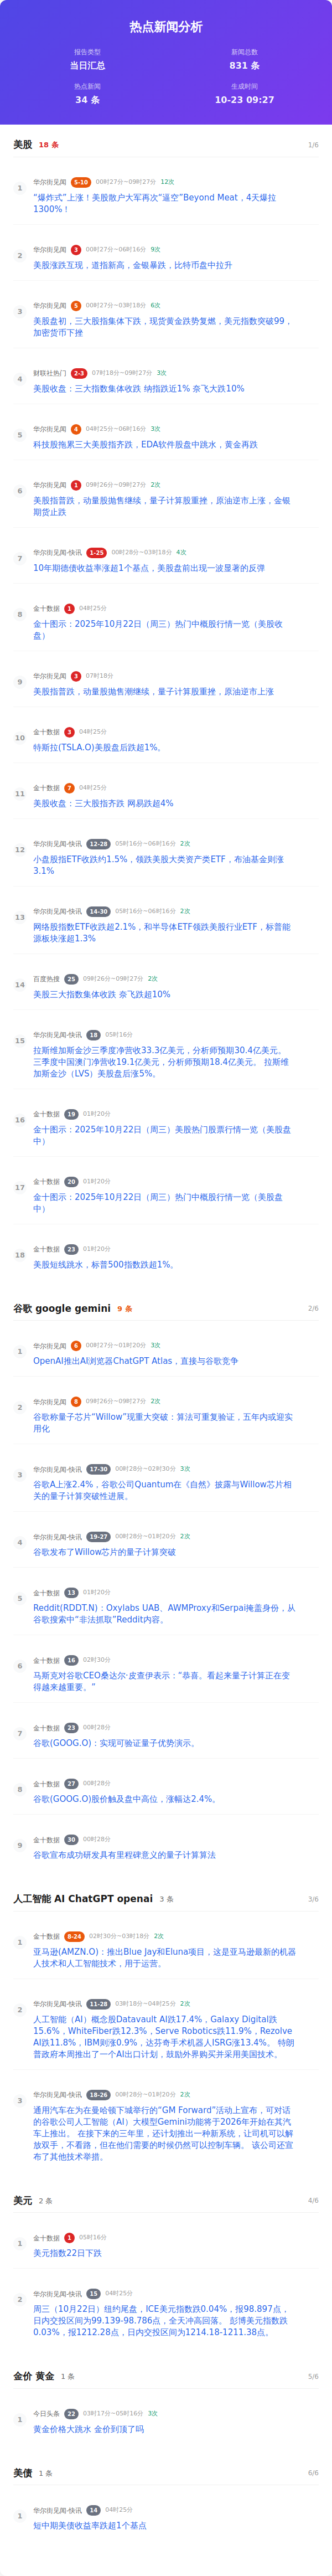 热点新闻分析
报告类型
新闻总数
当日汇总
831 条
热点新闻
生成时间
34 条
10-23 09:27
美股 18 条 1/6
1
华尔街见闻 5-10 00时27分~09时27分 12次
“爆炸式”上涨！美股散户大军再次“逼空”Beyond Meat，4天爆拉
1300%！
2
华尔街见闻 3 00时27分~06时16分 9次
美股涨跌互现，道指新高，金银暴跌，比特币盘中拉升
3
华尔街见闻 5 00时27分~03时18分 6次
美股盘初，三大股指集体下跌，现货黄金跌势复燃，美元指数突破99，
加密货币下挫
4
财联社热门 2-3 07时18分~09时27分 3次
美股收盘：三大指数集体收跌 纳指跌近1% 奈飞大跌10%
5
华尔街见闻 4 04时25分~06时16分 3次
科技股拖累三大美股指齐跌，EDA软件股盘中跳水，黄金再跌
6
华尔街见闻 1 09时26分~09时27分 2次
美股指普跌，动量股抛售继续，量子计算股重挫，原油逆市上涨，金银
期货止跌
7
华尔街见闻-快讯 1-25 00时28分~03时18分 4次
10年期德债收益率涨超1个基点，美股盘前出现一波显著的反弹
8
金十数据 1 04时25分
金十图示：2025年10月22日（周三）热门中概股行情一览（美股收
盘）
9
华尔街见闻 3 07时18分
美股指普跌，动量股抛售潮继续，量子计算股重挫，原油逆市上涨
10
金十数据 3 04时25分
特斯拉(TSLA.O)美股盘后跌超1%。
11
金十数据 7 04时25分
美股收盘：三大股指齐跌 网易跌超4%
12
华尔街见闻-快讯 12-28 05时16分~06时16分 2次
小盘股指ETF收跌约1.5%，领跌美股大类资产类ETF，布油基金则涨
3.1%
13
华尔街见闻-快讯 14-30 05时16分~06时16分 2次
网络股指数ETF收跌超2.1%，和半导体ETF领跌美股行业ETF，标普能
源板块涨超1.3%
14
百度热搜 25 09时26分~09时27分 2次
美股三大指数集体收跌 奈飞跌超10%
15
华尔街见闻-快讯 18 05时16分
拉斯维加斯金沙三季度净营收33.3亿美元，分析师预期30.4亿美元。
三季度中国澳门净营收19.1亿美元，分析师预期18.4亿美元。 拉斯维
加斯金沙（LVS）美股盘后涨5%。
16
金十数据 19 01时20分
金十图示：2025年10月22日（周三）美股热门股票行情一览（美股盘
中）
17
金十数据 20 01时20分
金十图示：2025年10月22日（周三）热门中概股行情一览（美股盘
中）
18
金十数据 23 01时20分
美股短线跳水，标普500指数跌超1%。
谷歌 google gemini 9 条 2/6
1
华尔街见闻 6 00时27分~01时20分 3次
OpenAI推出AI浏览器ChatGPT Atlas，直接与谷歌竞争
2
华尔街见闻 8 09时26分~09时27分 2次
谷歌称量子芯片“Willow”现重大突破：算法可重复验证，五年内或迎实
用化
3
华尔街见闻-快讯 17-30 00时28分~02时30分 3次
谷歌A上涨2.4%，谷歌公司Quantum在《自然》披露与Willow芯片相
关的量子计算突破性进展。
4
华尔街见闻-快讯 19-27 00时28分~01时20分 2次
谷歌发布了Willow芯片的量子计算突破
5
金十数据 13 01时20分
Reddit(RDDT.N)：Oxylabs UAB、AWMProxy和Serpai掩盖身份，从
谷歌搜索中“非法抓取”Reddit内容。
6
金十数据 16 02时30分
马斯克对谷歌CEO桑达尔·皮查伊表示：“恭喜。看起来量子计算正在变
得越来越重要。”
7
金十数据 23 00时28分
谷歌(GOOG.O)：实现可验证量子优势演示。
8
金十数据 27 00时28分
谷歌(GOOG.O)股价触及盘中高位，涨幅达2.4%。
9
金十数据 30 00时28分
谷歌宣布成功研发具有里程碑意义的量子计算算法
人工智能 AI ChatGPT openai 3 条 3/6
1
金十数据 8-24 02时30分~03时18分 2次
亚马逊(AMZN.O)：推出Blue Jay和Eluna项目，这是亚马逊最新的机器
人技术和人工智能技术，用于运营。
2
华尔街见闻-快讯 11-28 03时18分~04时25分 2次
人工智能（AI）概念股Datavault AI跌17.4%，Galaxy Digital跌
15.6%，WhiteFiber跌12.3%，Serve Robotics跌11.9%，Rezolve
AI跌11.8%，IBM则涨0.9%，达芬奇手术机器人ISRG涨13.4%。 特朗
普政府本周推出了一个AI出口计划，鼓励外界购买并采用美国技术。
3
华尔街见闻-快讯 18-26 00时28分~01时20分 2次
通用汽车在为在曼哈顿下城举行的“GM Forward”活动上宣布，可对话
的谷歌公司人工智能（AI）大模型Gemini功能将于2026年开始在其汽
车上推出。 在接下来的三年里，还计划推出一种新系统，让司机可以解
放双手，不看路，但在他们需要的时候仍然可以控制车辆。 该公司还宣
布了其他技术举措。
美元 2 条 4/6
1
金十数据 1 05时16分
美元指数22日下跌
2
华尔街见闻-快讯 15 04时25分
周三（10月22日）纽约尾盘，ICE美元指数跌0.04%，报98.897点，
日内交投区间为99.139-98.786点，全天冲高回落。 彭博美元指数跌
0.03%，报1212.28点，日内交投区间为1214.18-1211.38点。
金价 黄金 1 条 5/6
1
今日头条 22 03时17分~05时16分 3次
黄金价格大跳水 金价到顶了吗
美债 1 条 6/6
1
华尔街见闻-快讯 14 04时25分
短中期美债收益率跌超1个基点